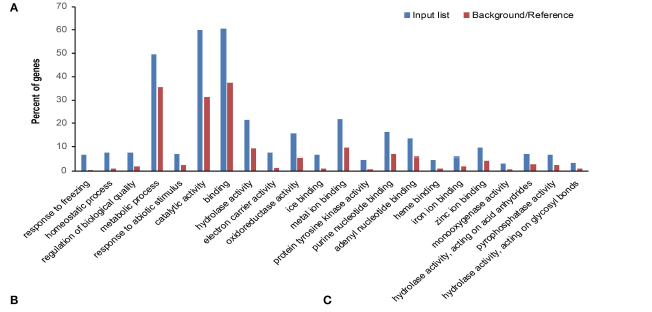 A
70
60
50
40
30
20
10
0
Percent of genes
Input list
Background/Reference
response to freezing
homeostatic process
regulation of biological quality
metabolic process
response to abiotic stimulus
catalytic activity
binding
hydrolase activity
electron carrier activity
oxidoreductase activity
ice binding
metal ion binding
protein tyrosine kinase activity
purine nucleotide binding
adenyl nucleotide binding
heme binding
iron ion binding
zinc ion binding
monooxygenase activity
hydrolase activity, acting on acid anhydrides
pyrophosphatase activity
hydrolase activity, acting on glycosyl bonds
B
C